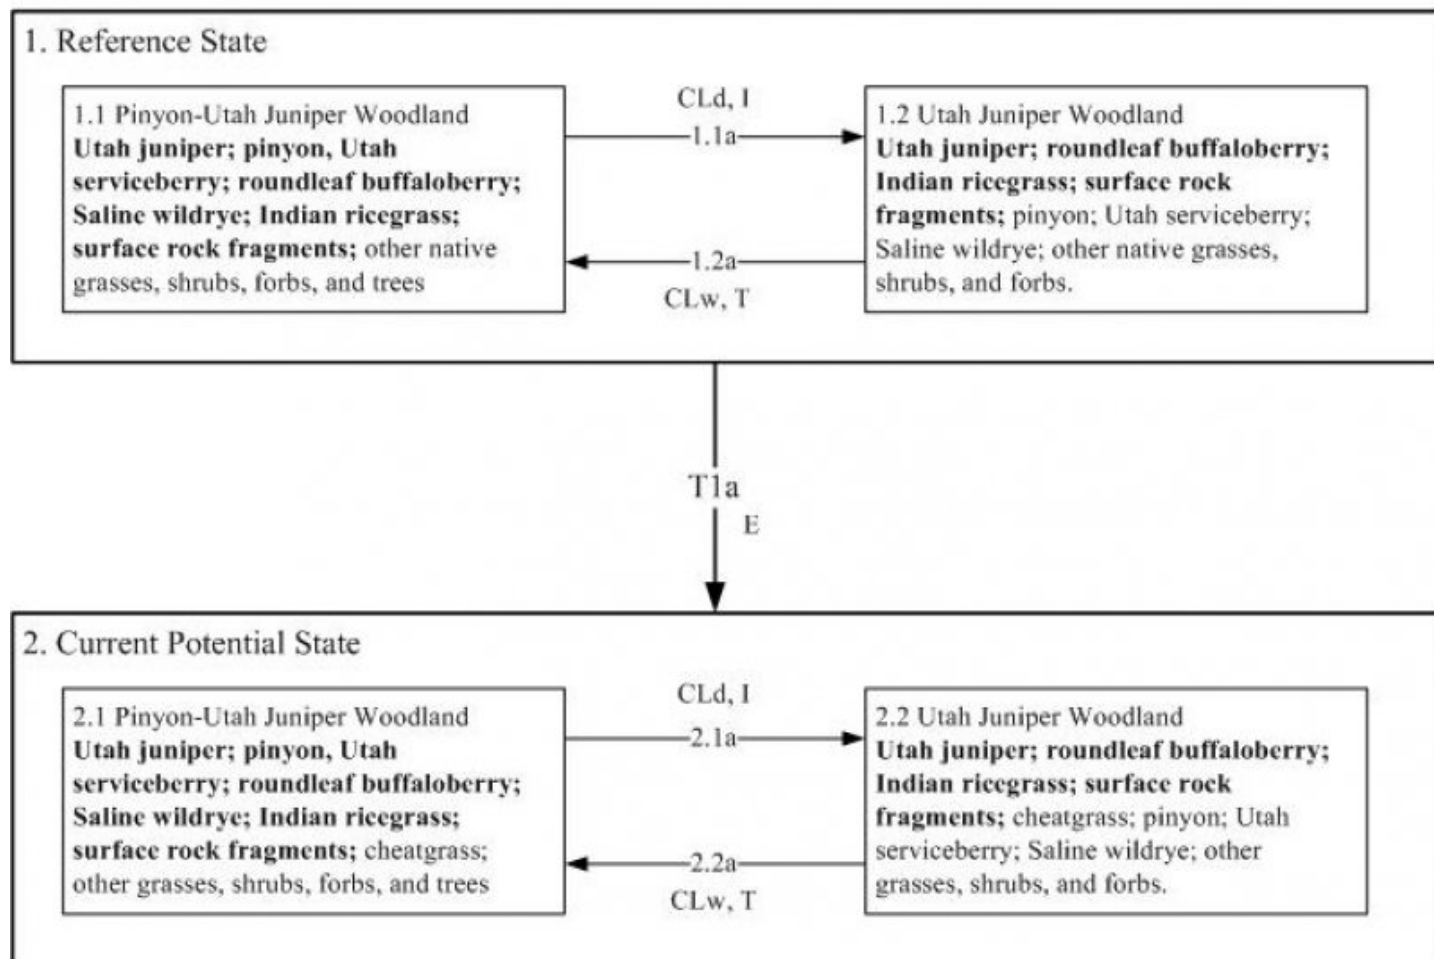 1. Reference State
1.1 Pinyon-Utah Juniper Woodland
Utah juniper; pinyon, Utah
serviceberry; roundleaf buffaloberry;
Saline wildrye; Indian ricegrass;
surface rock fragments; other native
grasses, shrubs, forbs, and trees
CLd, I
1.1a
1.2a
CLw, T
1.2 Utah Juniper Woodland
Utah juniper; roundleaf buffaloberry;
Indian ricegrass; surface rock
fragments; pinyon; Utah serviceberry;
Saline wildrye; other native grasses,
shrubs, and forbs.
T1a
E
2. Current Potential State
2.1 Pinyon-Utah Juniper Woodland
Utah juniper; pinyon, Utah
serviceberry; roundleaf buffaloberry;
Saline wildrye; Indian ricegrass;
surface rock fragments; cheatgrass;
other grasses, shrubs, forbs, and trees
CLd, I
2.1a
2.2a
CLw, T
2.2 Utah Juniper Woodland
Utah juniper; roundleaf buffaloberry;
Indian ricegrass; surface rock
fragments; cheatgrass; pinyon; Utah
serviceberry; Saline wildrye; other
grasses, shrubs, and forbs.